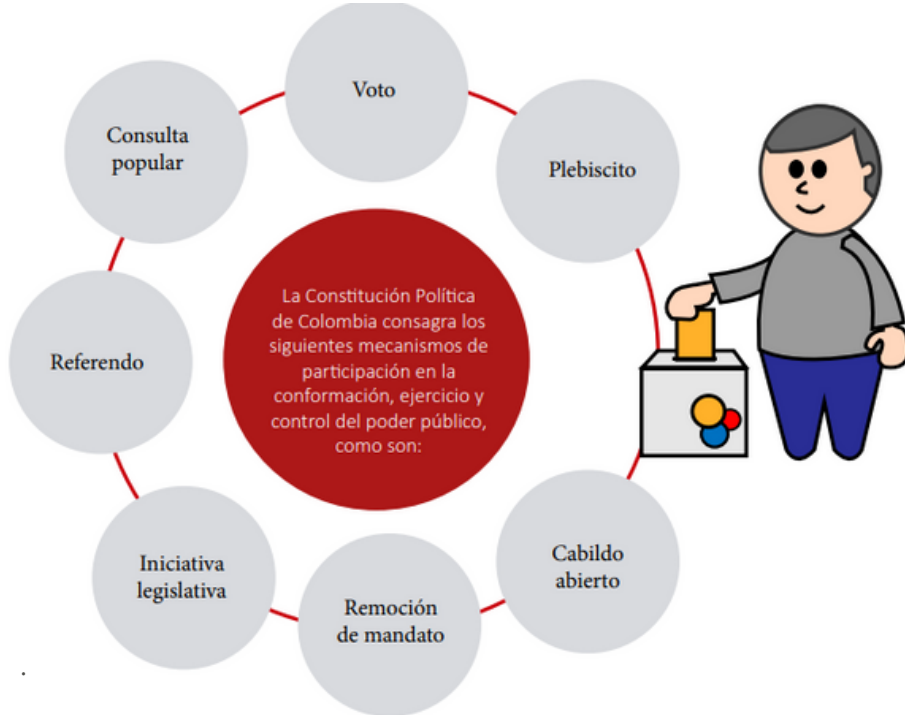 La Constitución Política
de Colombia consagra los
siguientes mecanismos de
participación en la
conformación, ejercicio y
control del poder público,
como son:
Voto
Plebiscito
Cabildo
abierto
Remoción
de mandato
Iniciativa
legislativa
Referendo
Consulta
popular
.